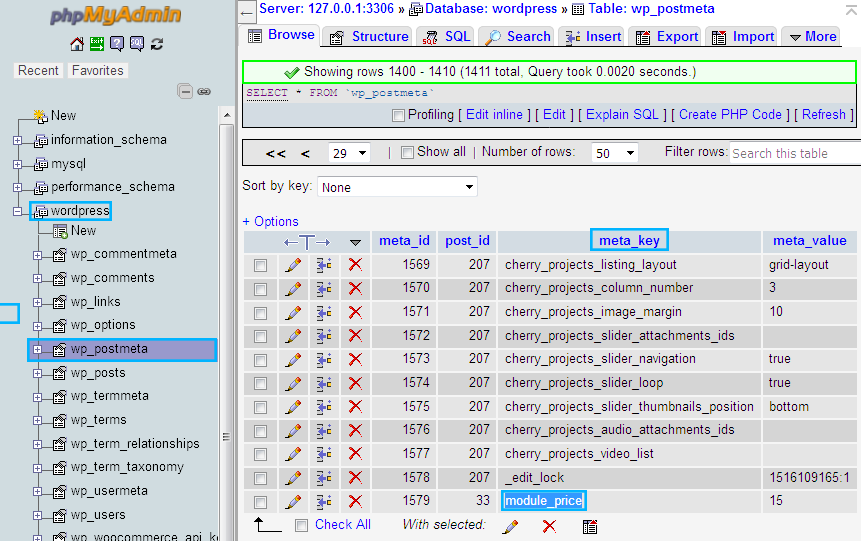 phpMyAdmin
Recent Favorites
New
information_schema
mysql
performance_schema
wordpress
New
wp_commentmeta
wp_comments
wp_links
wp_options
wp_postmeta
wp_posts
wp_termmeta
wp_terms
wp_term_relationships
wp_term_taxonomy
wp_usermeta
wp_users
wp_woocommerce_api_k
Server: 127.0.0.1:3306 » Database: wordpress » Table: wp_postmeta
Browse Structure SQL Search Insert Export Import More
Showing rows 1400 - 1410 (1411 total, Query took 0.0020 seconds.)
SELECT * FROM `wp_postmeta`
Profiling [ Edit inline ] [ Edit ] [ Explain SQL ] [ Create PHP Code ] [ Refresh ]
<< < 29 | Show all | Number of rows: 50 Filter rows: Search this table
Sort by key: None
+ Options
←T→ meta_id post_id meta_key meta_value
1569 207 cherry_projects_listing_layout grid-layout
1570 207 cherry_projects_column_number 3
1571 207 cherry_projects_image_margin 10
1572 207 cherry_projects_slider_attachments_ids
1573 207 cherry_projects_slider_navigation true
1574 207 cherry_projects_slider_loop true
1575 207 cherry_projects_slider_thumbnails_position bottom
1576 207 cherry_projects_audio_attachments_ids
1577 207 cherry_projects_video_list
1578 207 _edit_lock 1516109165:1
1579 33 module_price 15
Check All With selected: